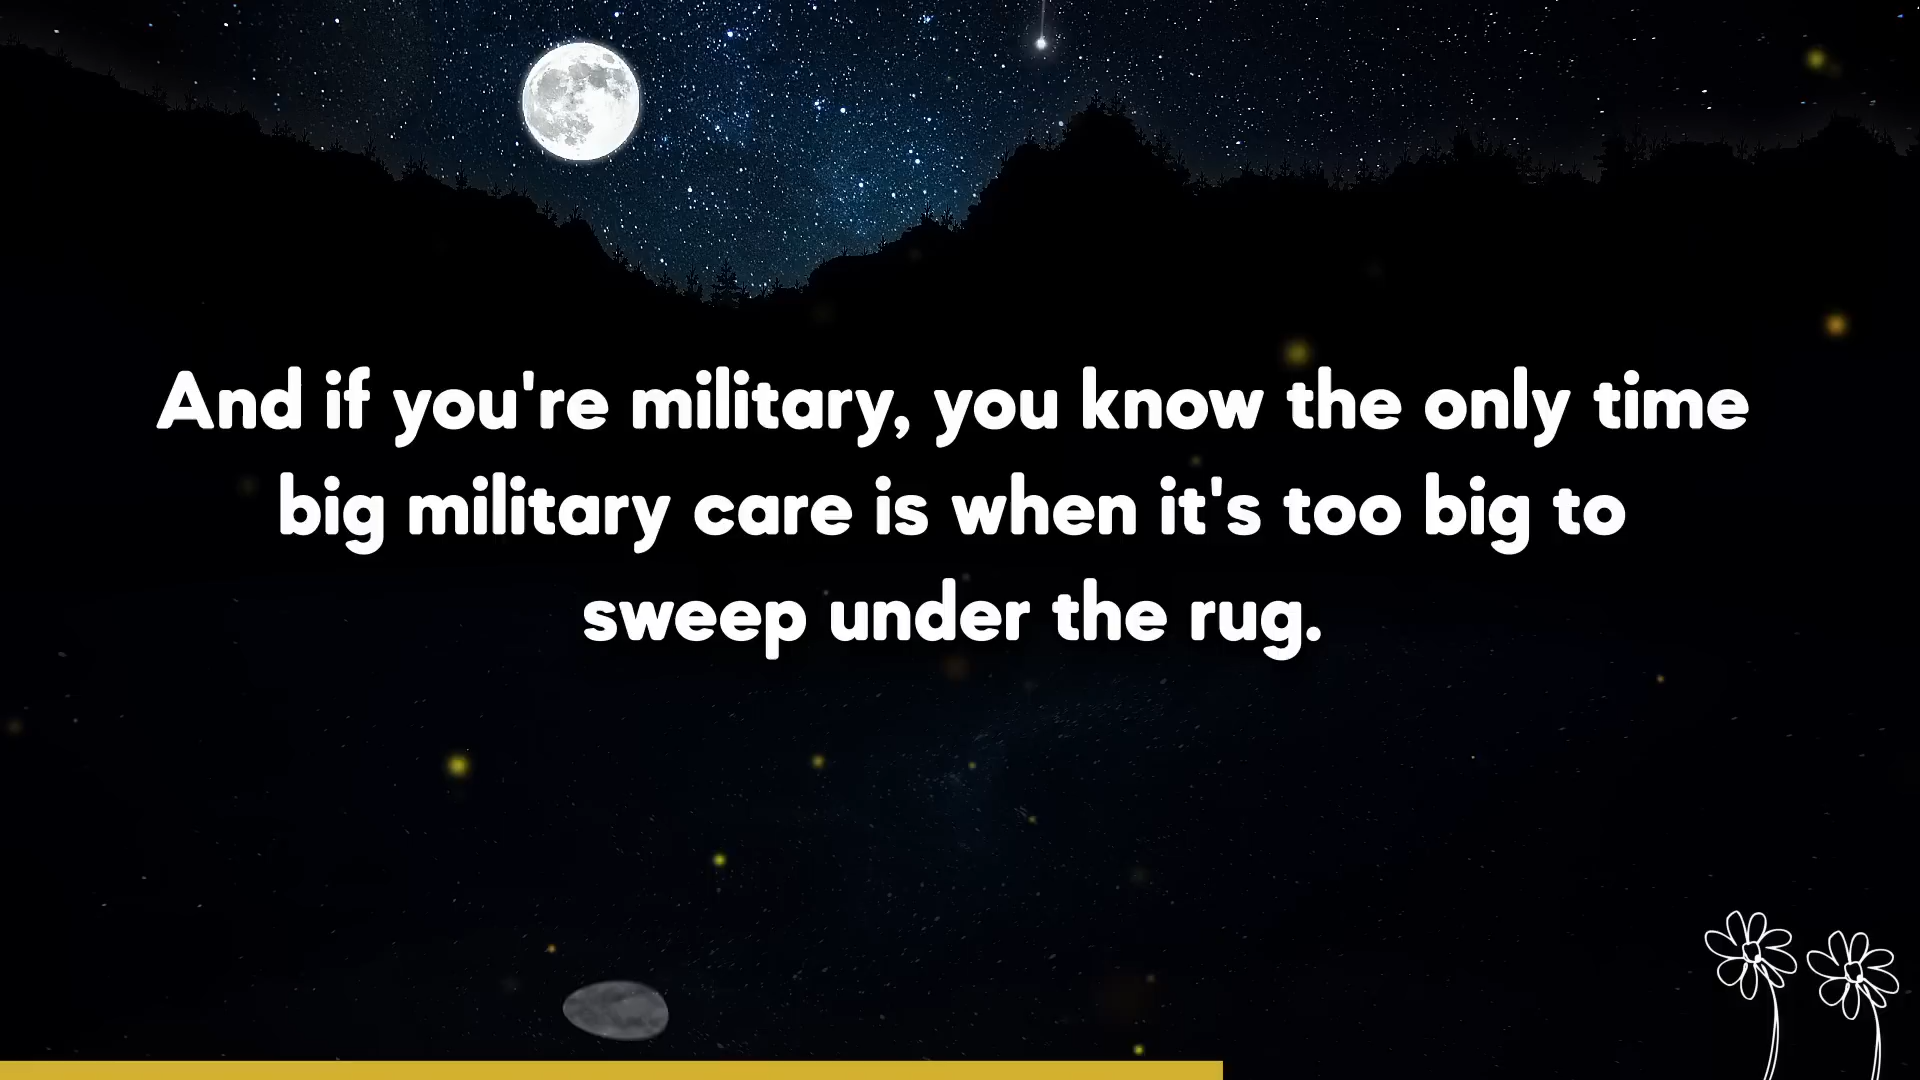 And if you're military, you know the only time
big military care is when it's too big to
sweep under the rug.